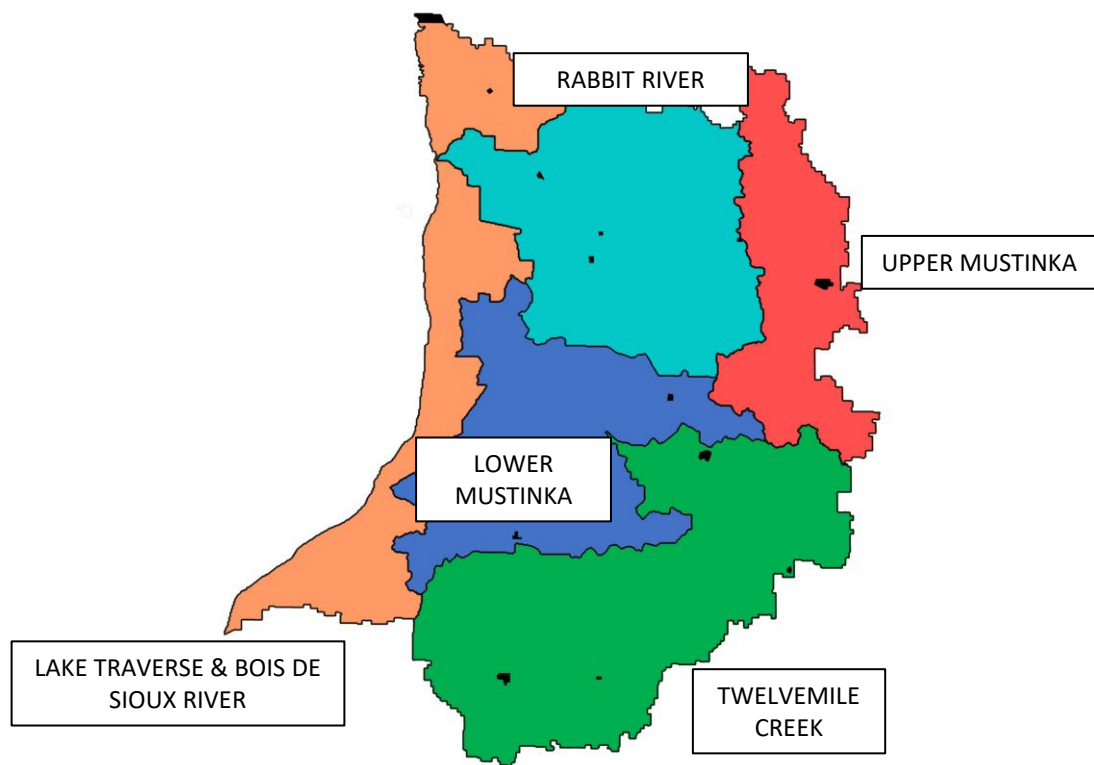 RABBIT RIVER
UPPER MUSTINKA
LOWER
MUSTINKA
LAKE TRAVERSE & BOIS DE
SIOUX RIVER
TWELVEMILE
CREEK